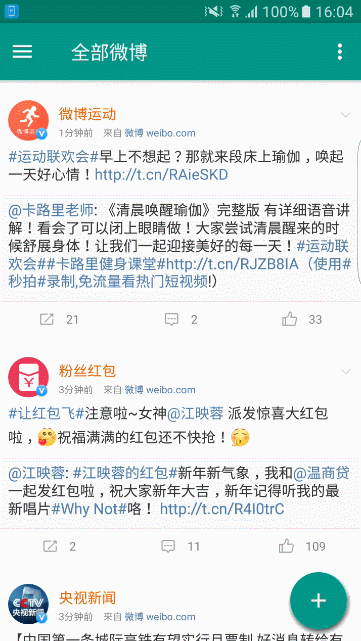 100% 16:04
全部微博
微博运动
1分钟前 来自 微博 weibo.com
#运动联欢会#早上不想起？那就来段床上瑜伽，唤起
一天好心情！http://t.cn/RAieSKD
@卡路里老师: 《清晨唤醒瑜伽》完整版 有详细语音讲
解！看会了可以闭上眼睛做！大家尝试清晨醒来的时
候舒展身体！让我们一起迎接美好的每一天！#运动联
欢会##卡路里健身课堂#http://t.cn/RJZB8IA（使用#
秒拍#录制,免流量看热门短视频!）
21 2 33
粉丝红包
3分钟前 来自 微博 weibo.com
#让红包飞#注意啦~女神@江映蓉 派发惊喜大红包
啦，祝福满满的红包还不快抢！
@江映蓉: #江映蓉的红包#新年新气象，我和@温商贷
一起发红包啦，祝大家新年大吉，新年记得听我的最
新唱片#Why Not#咯！ http://t.cn/R4I0trC
2 11 109
央视新闻
3分钟前 来自 微博 weibo.com
CCTV
央视新闻